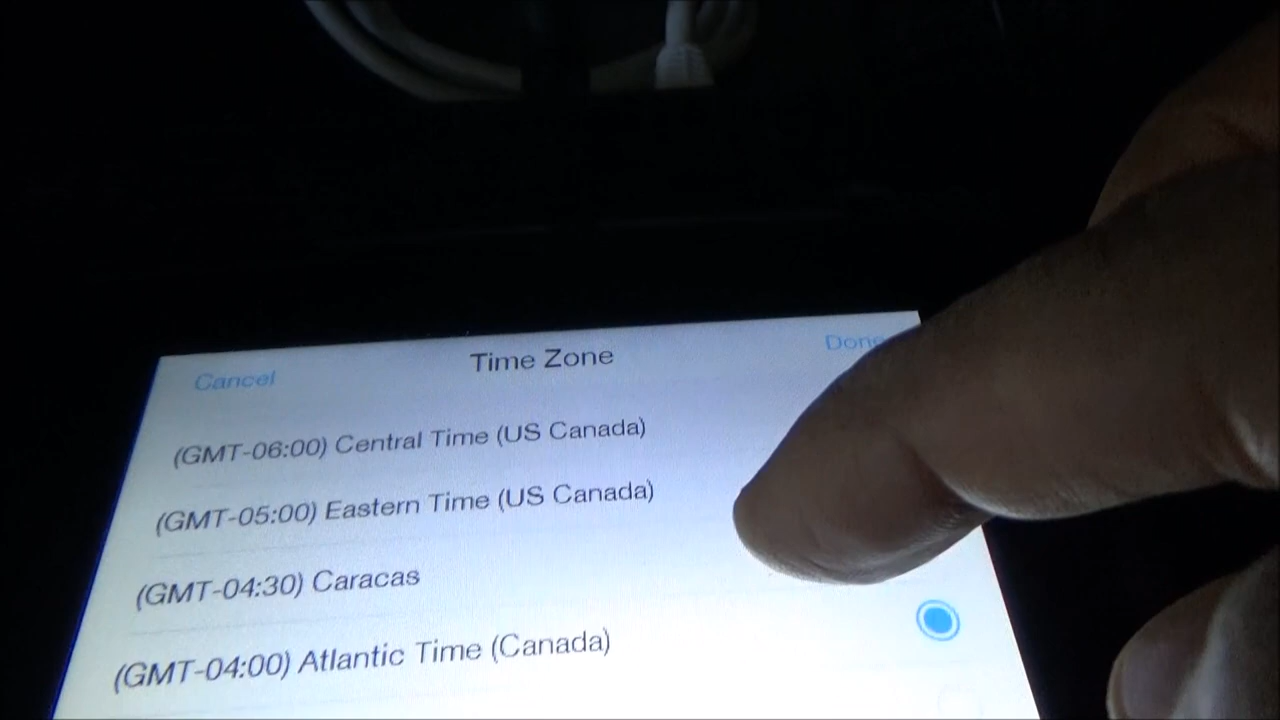 Cancel Time Zone Done
(GMT-06:00) Central Time (US Canada)
(GMT-05:00) Eastern Time (US Canada)
(GMT-04:30) Caracas
(GMT-04:00) Atlantic Time (Canada)